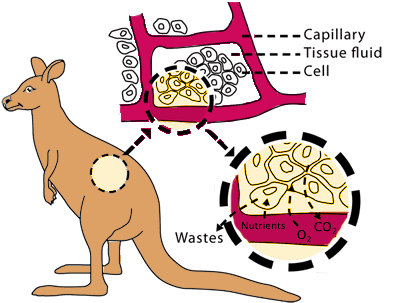 Capillary
Tissue fluid
Cell
Wastes
Nutrients
O₂
CO₂